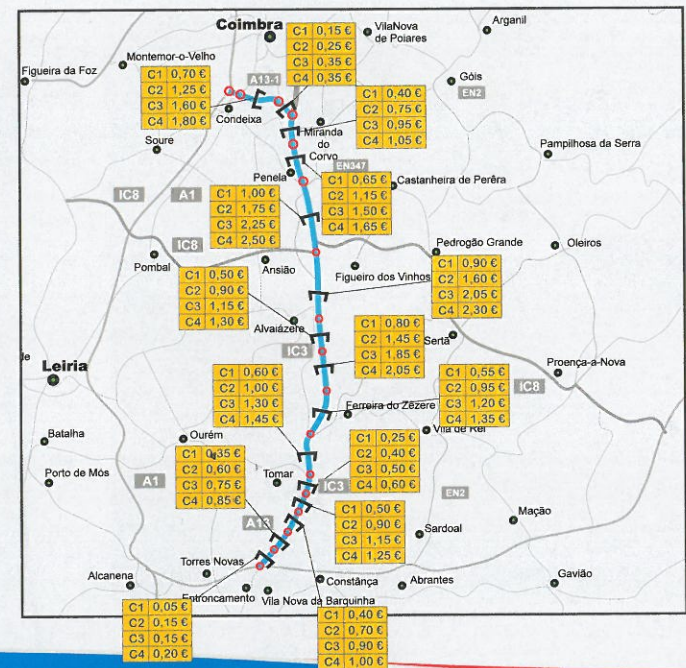 Coimbra
VilaNova
de Poiares
Arganil
Montemor-o-Velho
Figueira da Foz
Góis
EN2
A13-1
Condeixa
Soure
Miranda
do
Corvo
Pampilhosa da Serra
EN347
Penela
Castanheira de Perêra
IC8
A1
IC8
Pombal
Ansião
Pedrogão Grande
Oleiros
Figueiro dos Vinhos
Alvaiázere
IC3
Sertã
Leiria
Proença-a-Nova
IC8
Ferreira do Zêzere
Vila de Rei
Batalha
Ourém
Porto de Mós
A1
Tomar
IC3
EN2
Mação
A13
Sardoal
Torres Novas
Alcanena
Entroncamento
Vila Nova da Barquinha
Constânça
Abrantes
Gavião
C1 0,15 €
C2 0,25 €
C3 0,35 €
C4 0,35 €
C1 0,70 €
C2 1,25 €
C3 1,60 €
C4 1,80 €
C1 0,40 €
C2 0,75 €
C3 0,95 €
C4 1,05 €
C1 0,65 €
C2 1,15 €
C3 1,50 €
C4 1,65 €
C1 1,00 €
C2 1,75 €
C3 2,25 €
C4 2,50 €
C1 0,90 €
C2 1,60 €
C3 2,05 €
C4 2,30 €
C1 0,50 €
C2 0,90 €
C3 1,15 €
C4 1,30 €
C1 0,80 €
C2 1,45 €
C3 1,85 €
C4 2,05 €
C1 0,60 €
C2 1,00 €
C3 1,30 €
C4 1,45 €
C1 0,55 €
C2 0,95 €
C3 1,20 €
C4 1,35 €
C1 0,25 €
C2 0,40 €
C3 0,50 €
C4 0,60 €
C1 0,35 €
C2 0,60 €
C3 0,75 €
C4 0,85 €
C1 0,50 €
C2 0,90 €
C3 1,15 €
C4 1,25 €
C1 0,05 €
C2 0,15 €
C3 0,15 €
C4 0,20 €
C1 0,40 €
C2 0,70 €
C3 0,90 €
C4 1,00 €